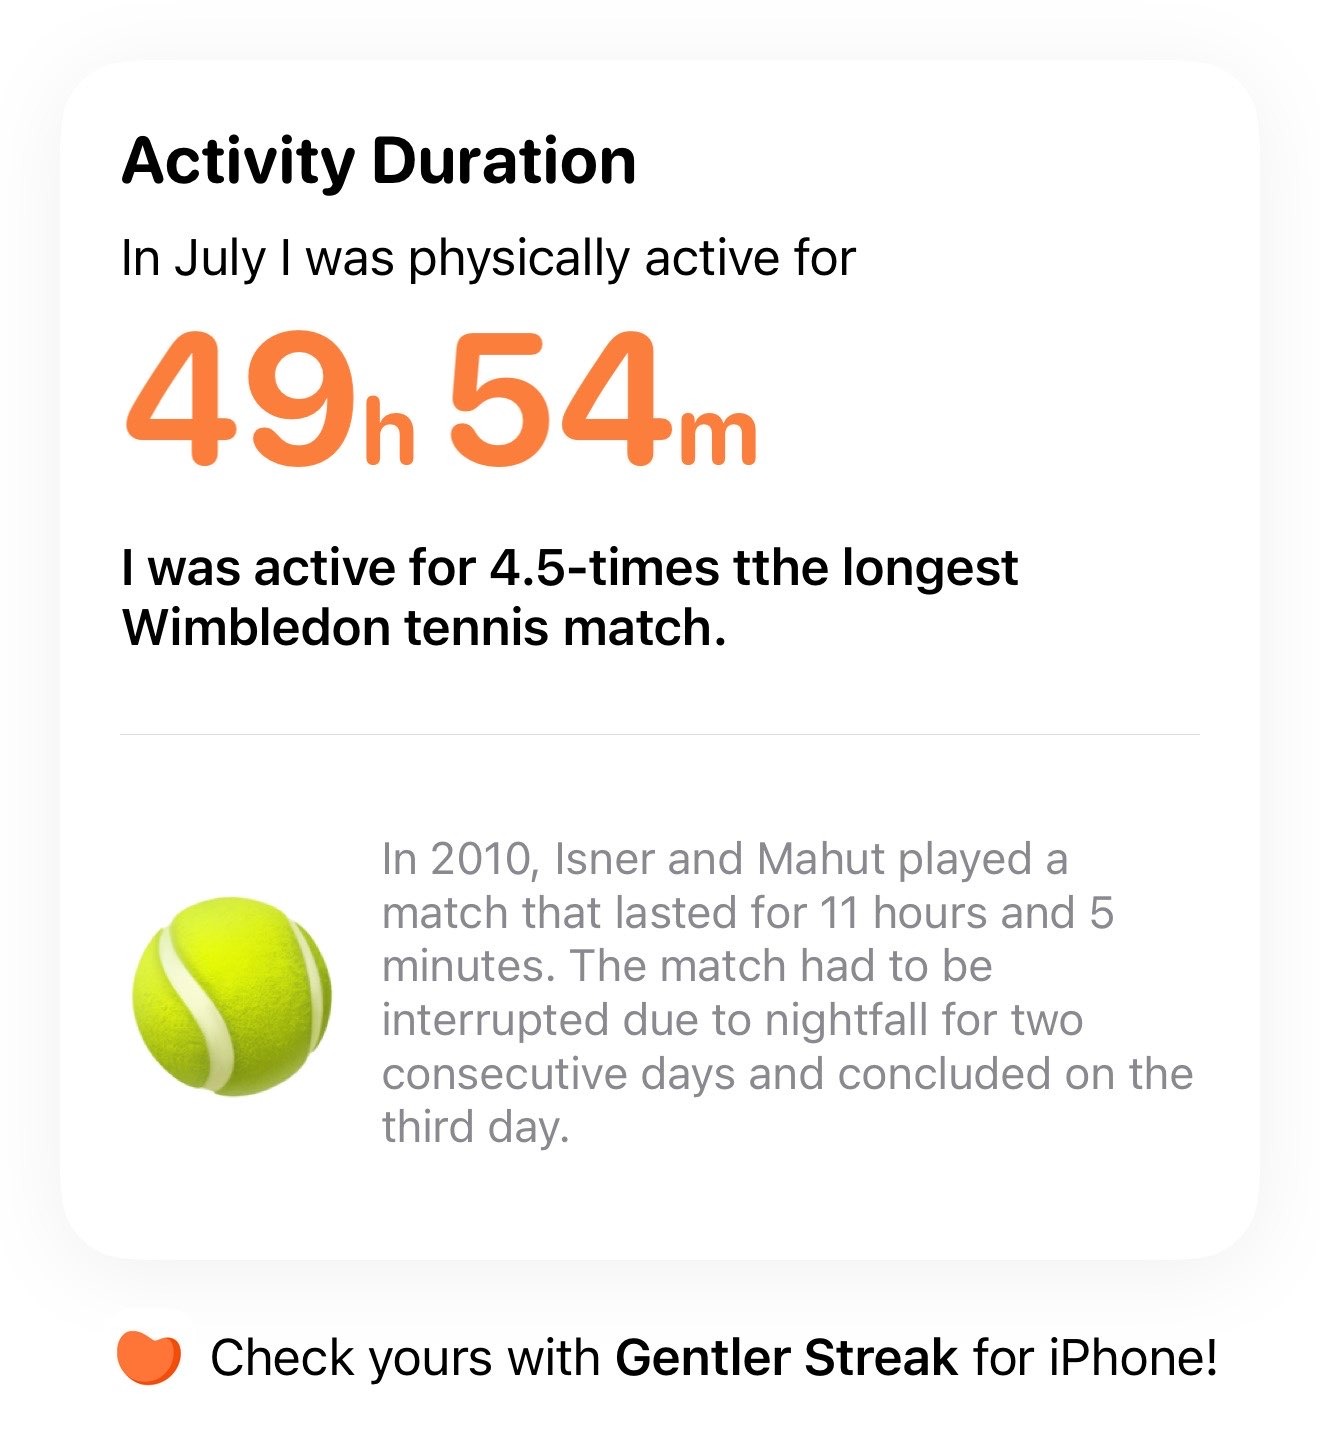 Activity Duration
In July I was physically active for
49h 54m
I was active for 4.5-times tthe longest
Wimbledon tennis match.
In 2010, Isner and Mahut played a
match that lasted for 11 hours and 5
minutes. The match had to be
interrupted due to nightfall for two
consecutive days and concluded on the
third day.
Check yours with Gentler Streak for iPhone!